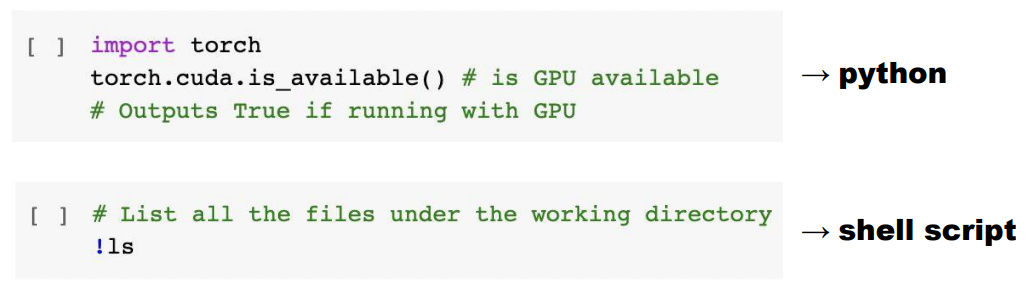 [ ] import torch
torch.cuda.is_available() # is GPU available
# Outputs True if running with GPU
→ python
[ ] # List all the files under the working directory
!ls
→ shell script